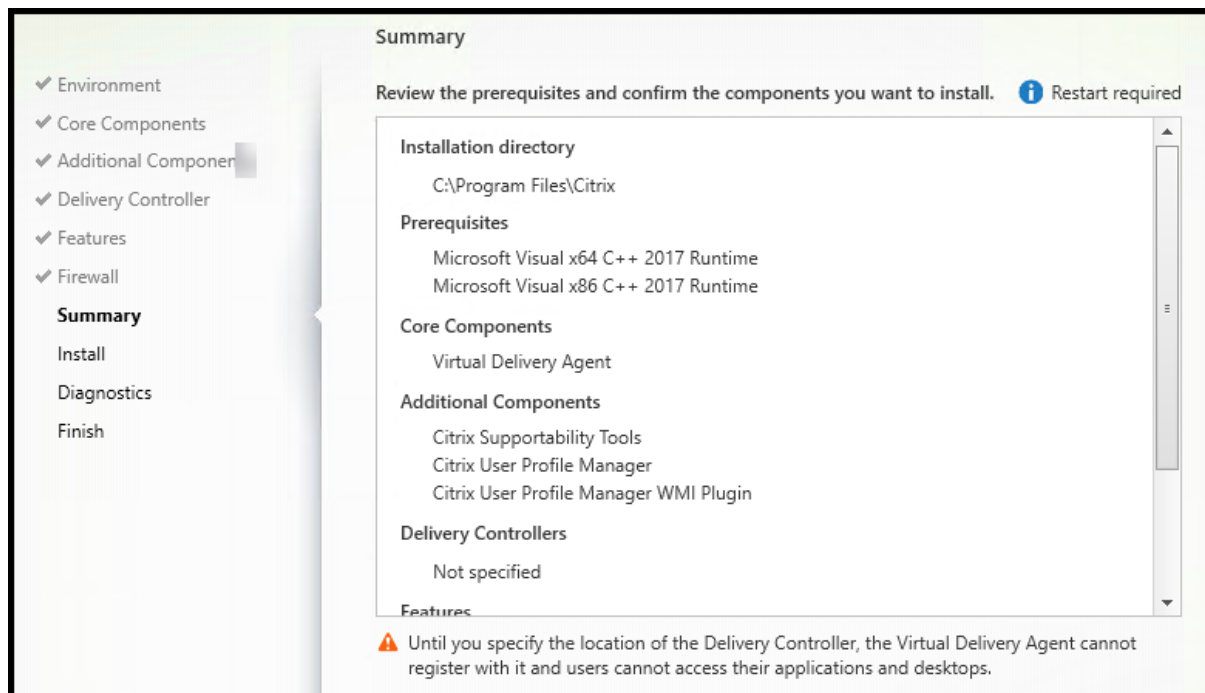 Summary
Environment
Core Components
Additional Componen
Delivery Controller
Features
Firewall
Summary
Install
Diagnostics
Finish
Review the prerequisites and confirm the components you want to install.
Restart required
Installation directory
C:\Program Files\Citrix
Prerequisites
Microsoft Visual x64 C++ 2017 Runtime
Microsoft Visual x86 C++ 2017 Runtime
Core Components
Virtual Delivery Agent
Additional Components
Citrix Supportability Tools
Citrix User Profile Manager
Citrix User Profile Manager WMI Plugin
Delivery Controllers
Not specified
Features
Until you specify the location of the Delivery Controller, the Virtual Delivery Agent cannot
register with it and users cannot access their applications and desktops.